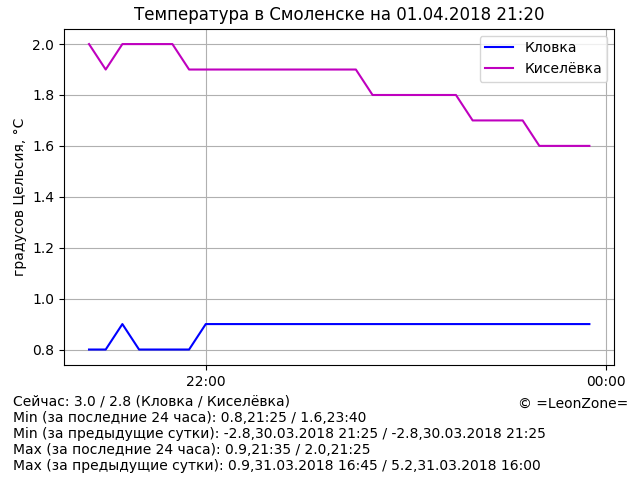 Температура в Смоленске на 01.04.2018 21:20
Кловка
Киселёвка
градусов Цельсия, °C
2.0
1.8
1.6
1.4
1.2
1.0
0.8
22:00
00:00
Сейчас: 3.0 / 2.8 (Кловка / Киселёвка)
© =LeonZone=
Min (за последние 24 часа): 0.8,21:25 / 1.6,23:40
Min (за предыдущие сутки): -2.8,30.03.2018 21:25 / -2.8,30.03.2018 21:25
Max (за последние 24 часа): 0.9,21:35 / 2.0,21:25
Max (за предыдущие сутки): 0.9,31.03.2018 16:45 / 5.2,31.03.2018 16:00